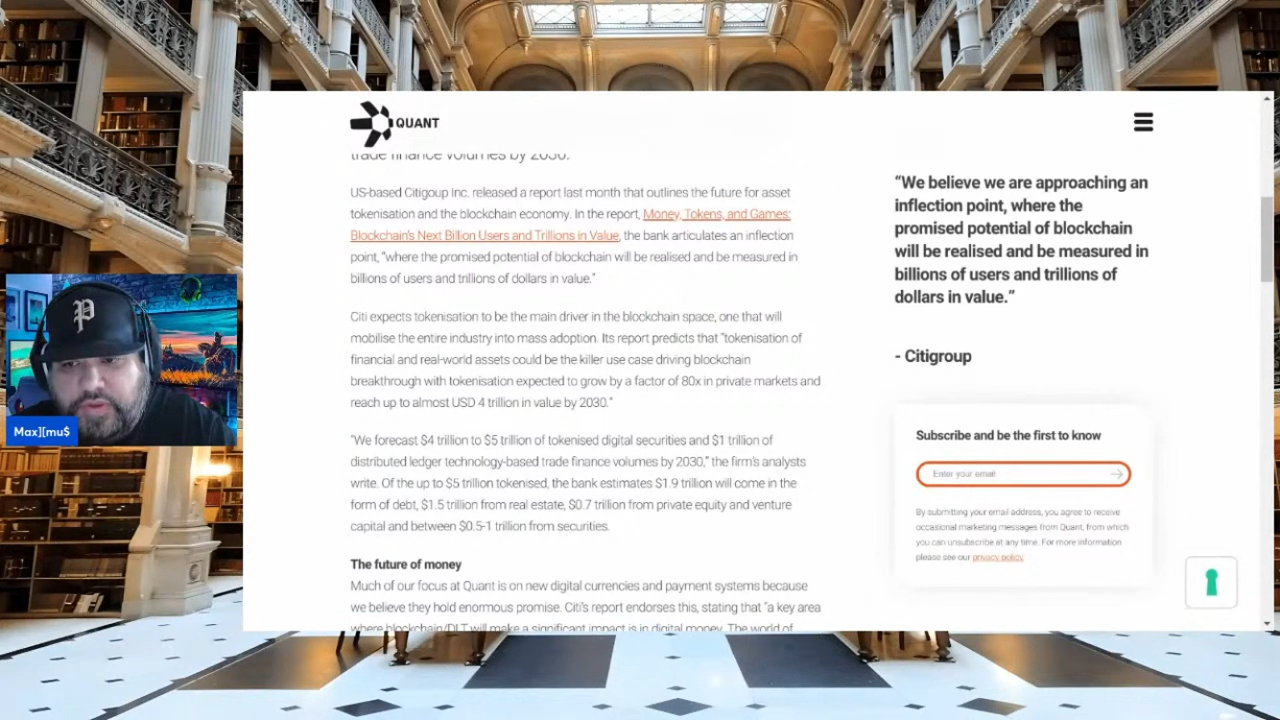 QUANT
trade finance volumes by 2030.
US-based Citigoup Inc. released a report last month that outlines the future for asset
tokenisation and the blockchain economy. In the report, Money, Tokens, and Games:
Blockchain's Next Billion Users and Trillions in Value, the bank articulates an inflection
point, "where the promised potential of blockchain will be realised and be measured in
billions of users and trillions of dollars in value."
Citi expects tokenisation to be the main driver in the blockchain space, one that will
mobilise the entire industry into mass adoption. Its report predicts that "tokenisation of
financial and real-world assets could be the killer use case driving blockchain
breakthrough with tokenisation expected to grow by a factor of 80x in private markets and
reach up to almost USD 4 trillion in value by 2030."
"We forecast $4 trillion to $5 trillion of tokenised digital securities and $1 trillion of
distributed ledger technology-based trade finance volumes by 2030," the firm's analysts
write. Of the up to $5 trillion tokenised, the bank estimates $1.9 trillion will come in the
form of debt, $1.5 trillion from real estate, $0.7 trillion from private equity and venture
capital and between $0.5-1 trillion from securities.
The future of money
Much of our focus at Quant is on new digital currencies and payment systems because
we believe they hold enormous promise. Citi's report endorses this, stating that "a key area
where blockchain/DLT will make a significant impact is in digital money. The world of
"We believe we are approaching an
inflection point, where the
promised potential of blockchain
will be realised and be measured in
billions of users and trillions of
dollars in value."
- Citigroup
Subscribe and be the first to know
Enter your email
By submitting your email address, you agree to receive
occasional marketing messages from Quant, from which
you can unsubscribe at any time. For more information
please see our privacy policy.
P
Max][mu$